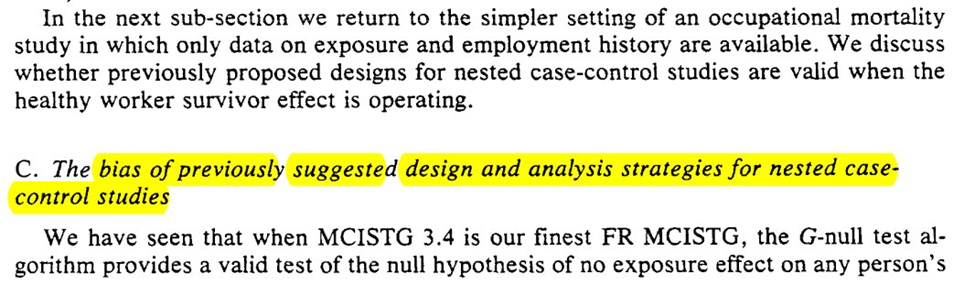 In the next sub-section we return to the simpler setting of an occupational mortality
study in which only data on exposure and employment history are available. We discuss
whether previously proposed designs for nested case-control studies are valid when the
healthy worker survivor effect is operating.
C. The bias of previously suggested design and analysis strategies for nested case-
control studies
We have seen that when MCISTG 3.4 is our finest FR MCISTG, the G-null test al-
gorithm provides a valid test of the null hypothesis of no exposure effect on any person's